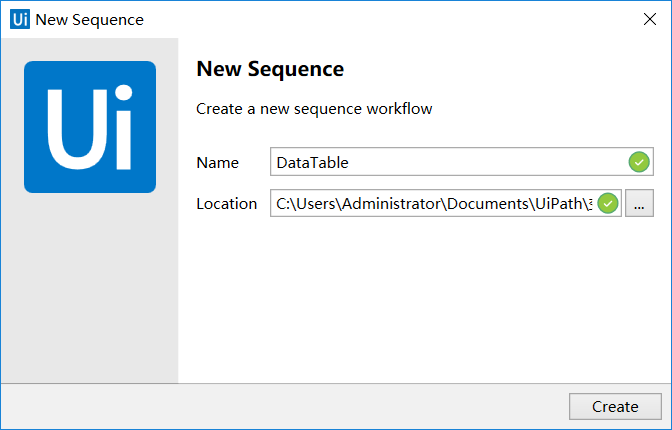 Ui New Sequence
Ui
New Sequence
Create a new sequence workflow
Name DataTable
Location C:\Users\Administrator\Documents\UiPath\ ...
Create